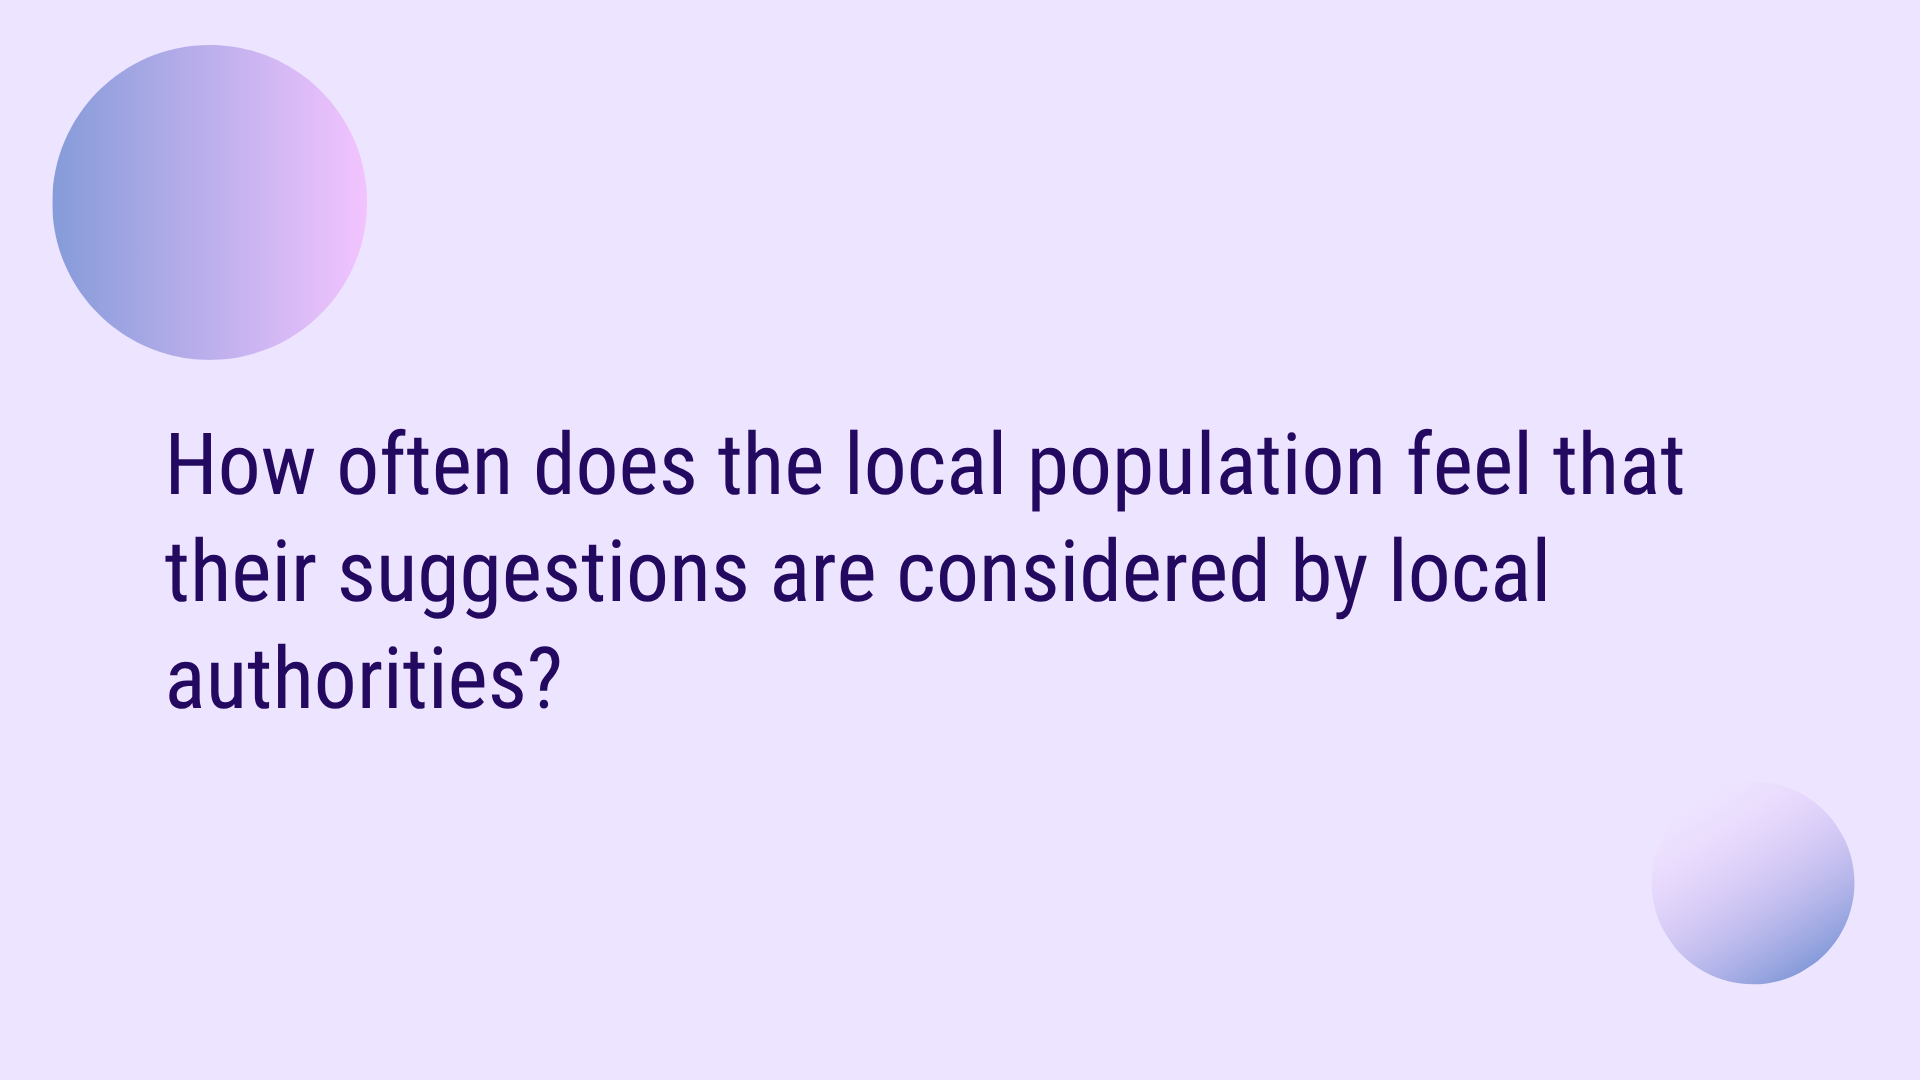 How often does the local population feel that
their suggestions are considered by local
authorities?